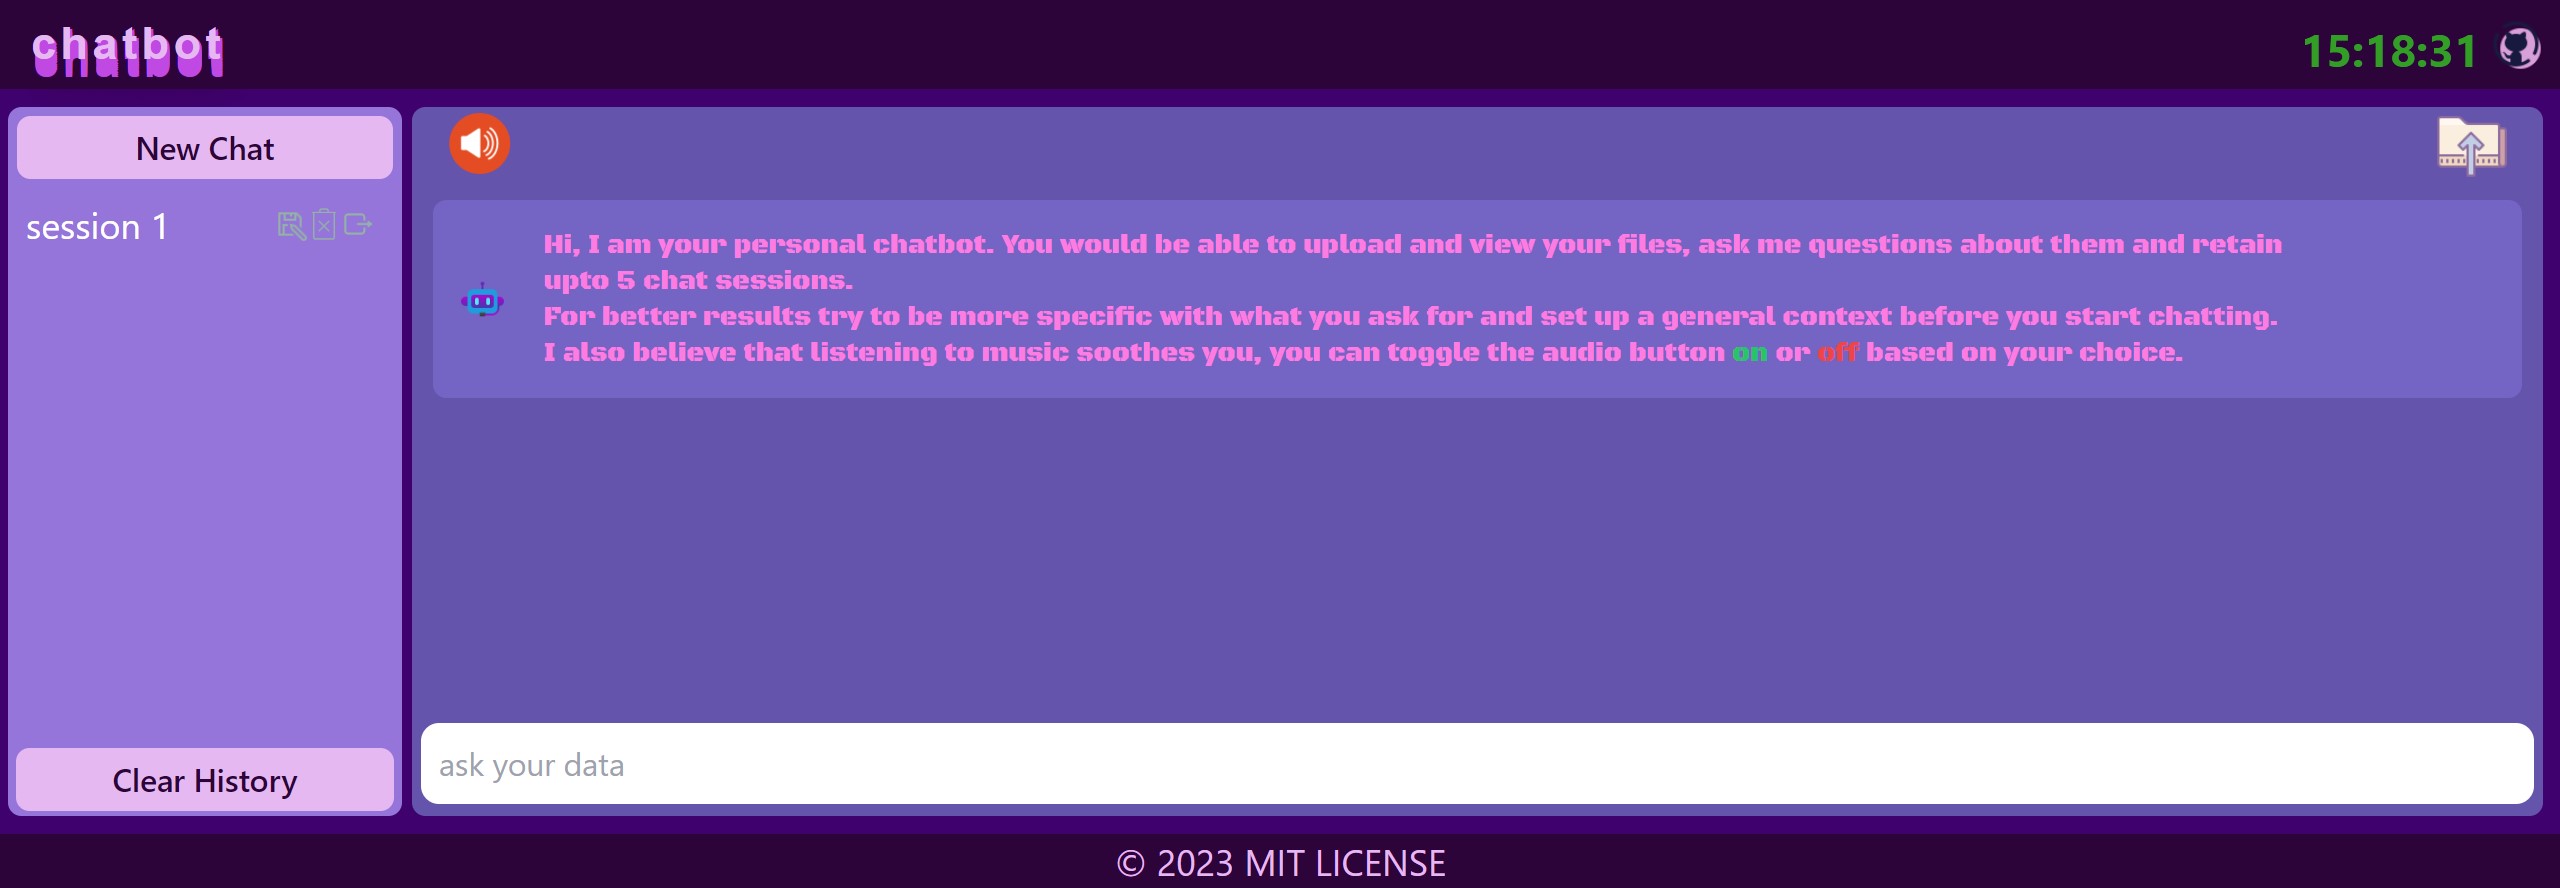 chatbot
15:18:31
New Chat
session 1
Hi, I am your personal chatbot. You would be able to upload and view your files, ask me questions about them and retain
upto 5 chat sessions.
For better results try to be more specific with what you ask for and set up a general context before you start chatting.
I also believe that listening to music soothes you, you can toggle the audio button on or off based on your choice.
ask your data
Clear History
© 2023 MIT LICENSE